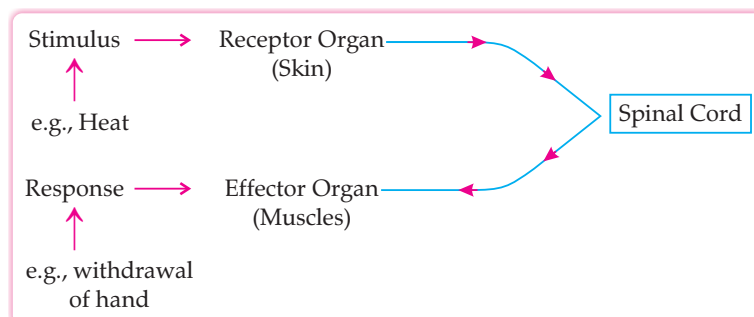 Stimulus
Receptor Organ
(Skin)
e.g., Heat
Spinal Cord
Response
Effector Organ
(Muscles)
e.g., withdrawal
of hand